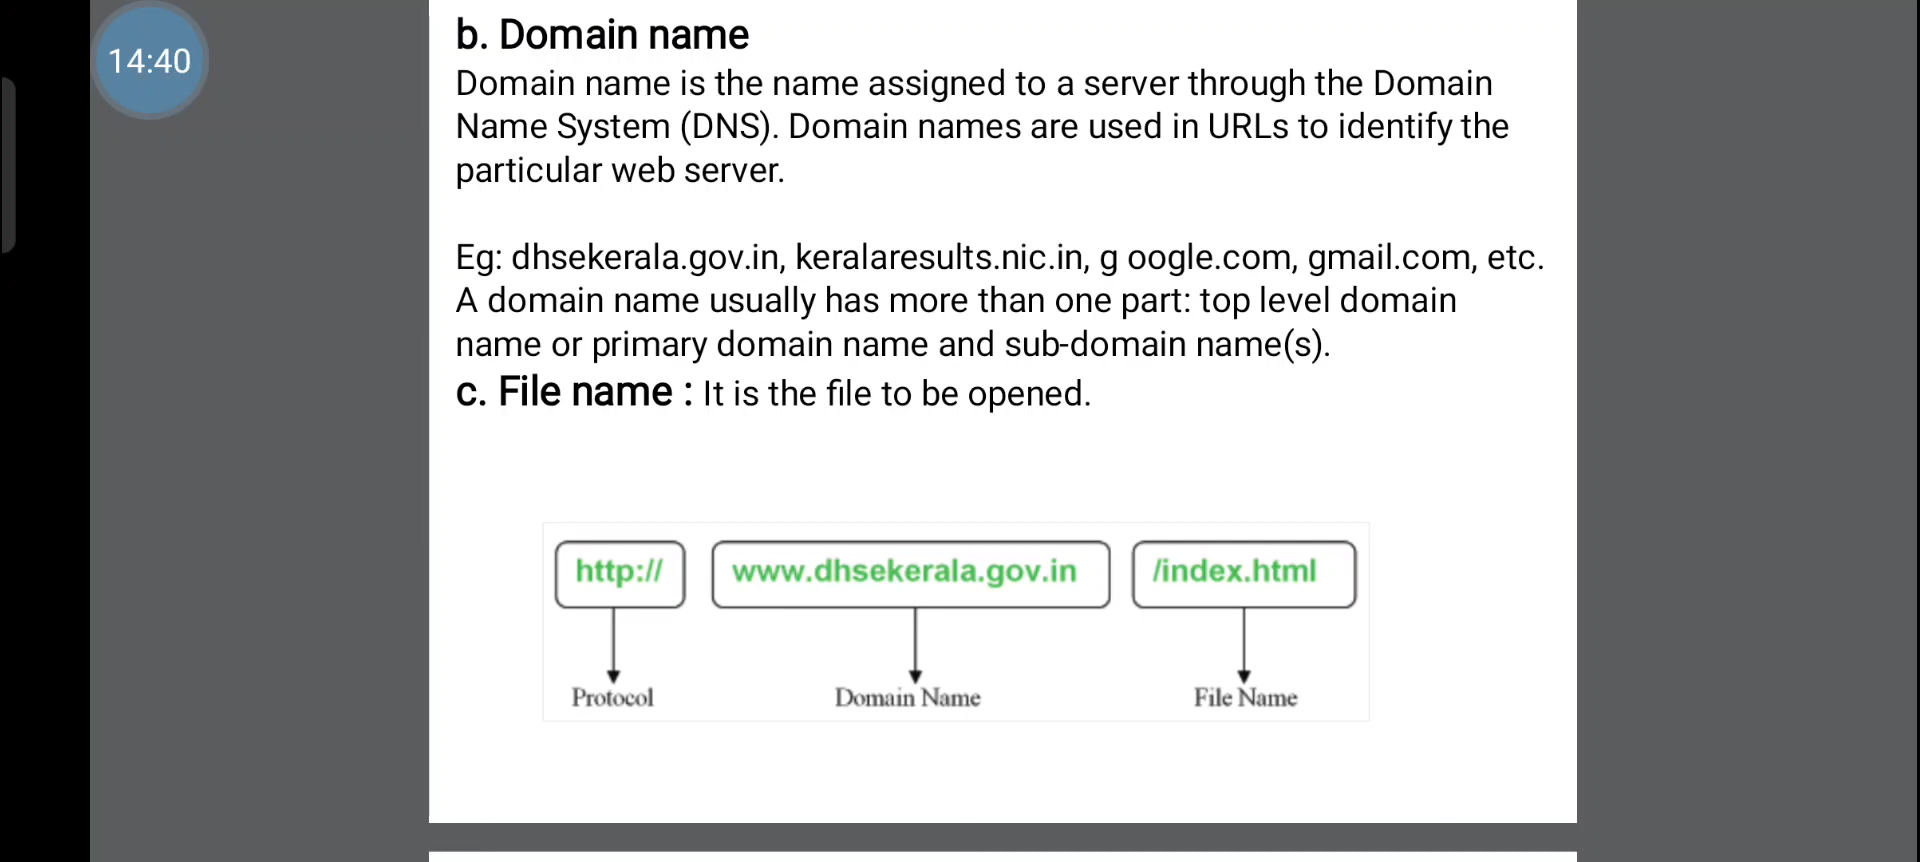 14:40
b. Domain name
Domain name is the name assigned to a server through the Domain
Name System (DNS). Domain names are used in URLs to identify the
particular web server.
Eg: dhsekerala.gov.in, keralaresults.nic.in, g oogle.com, gmail.com, etc.
A domain name usually has more than one part: top level domain
name or primary domain name and sub-domain name(s).
c. File name : It is the file to be opened.
http:// www.dhsekerala.gov.in /index.html
Protocol Domain Name File Name